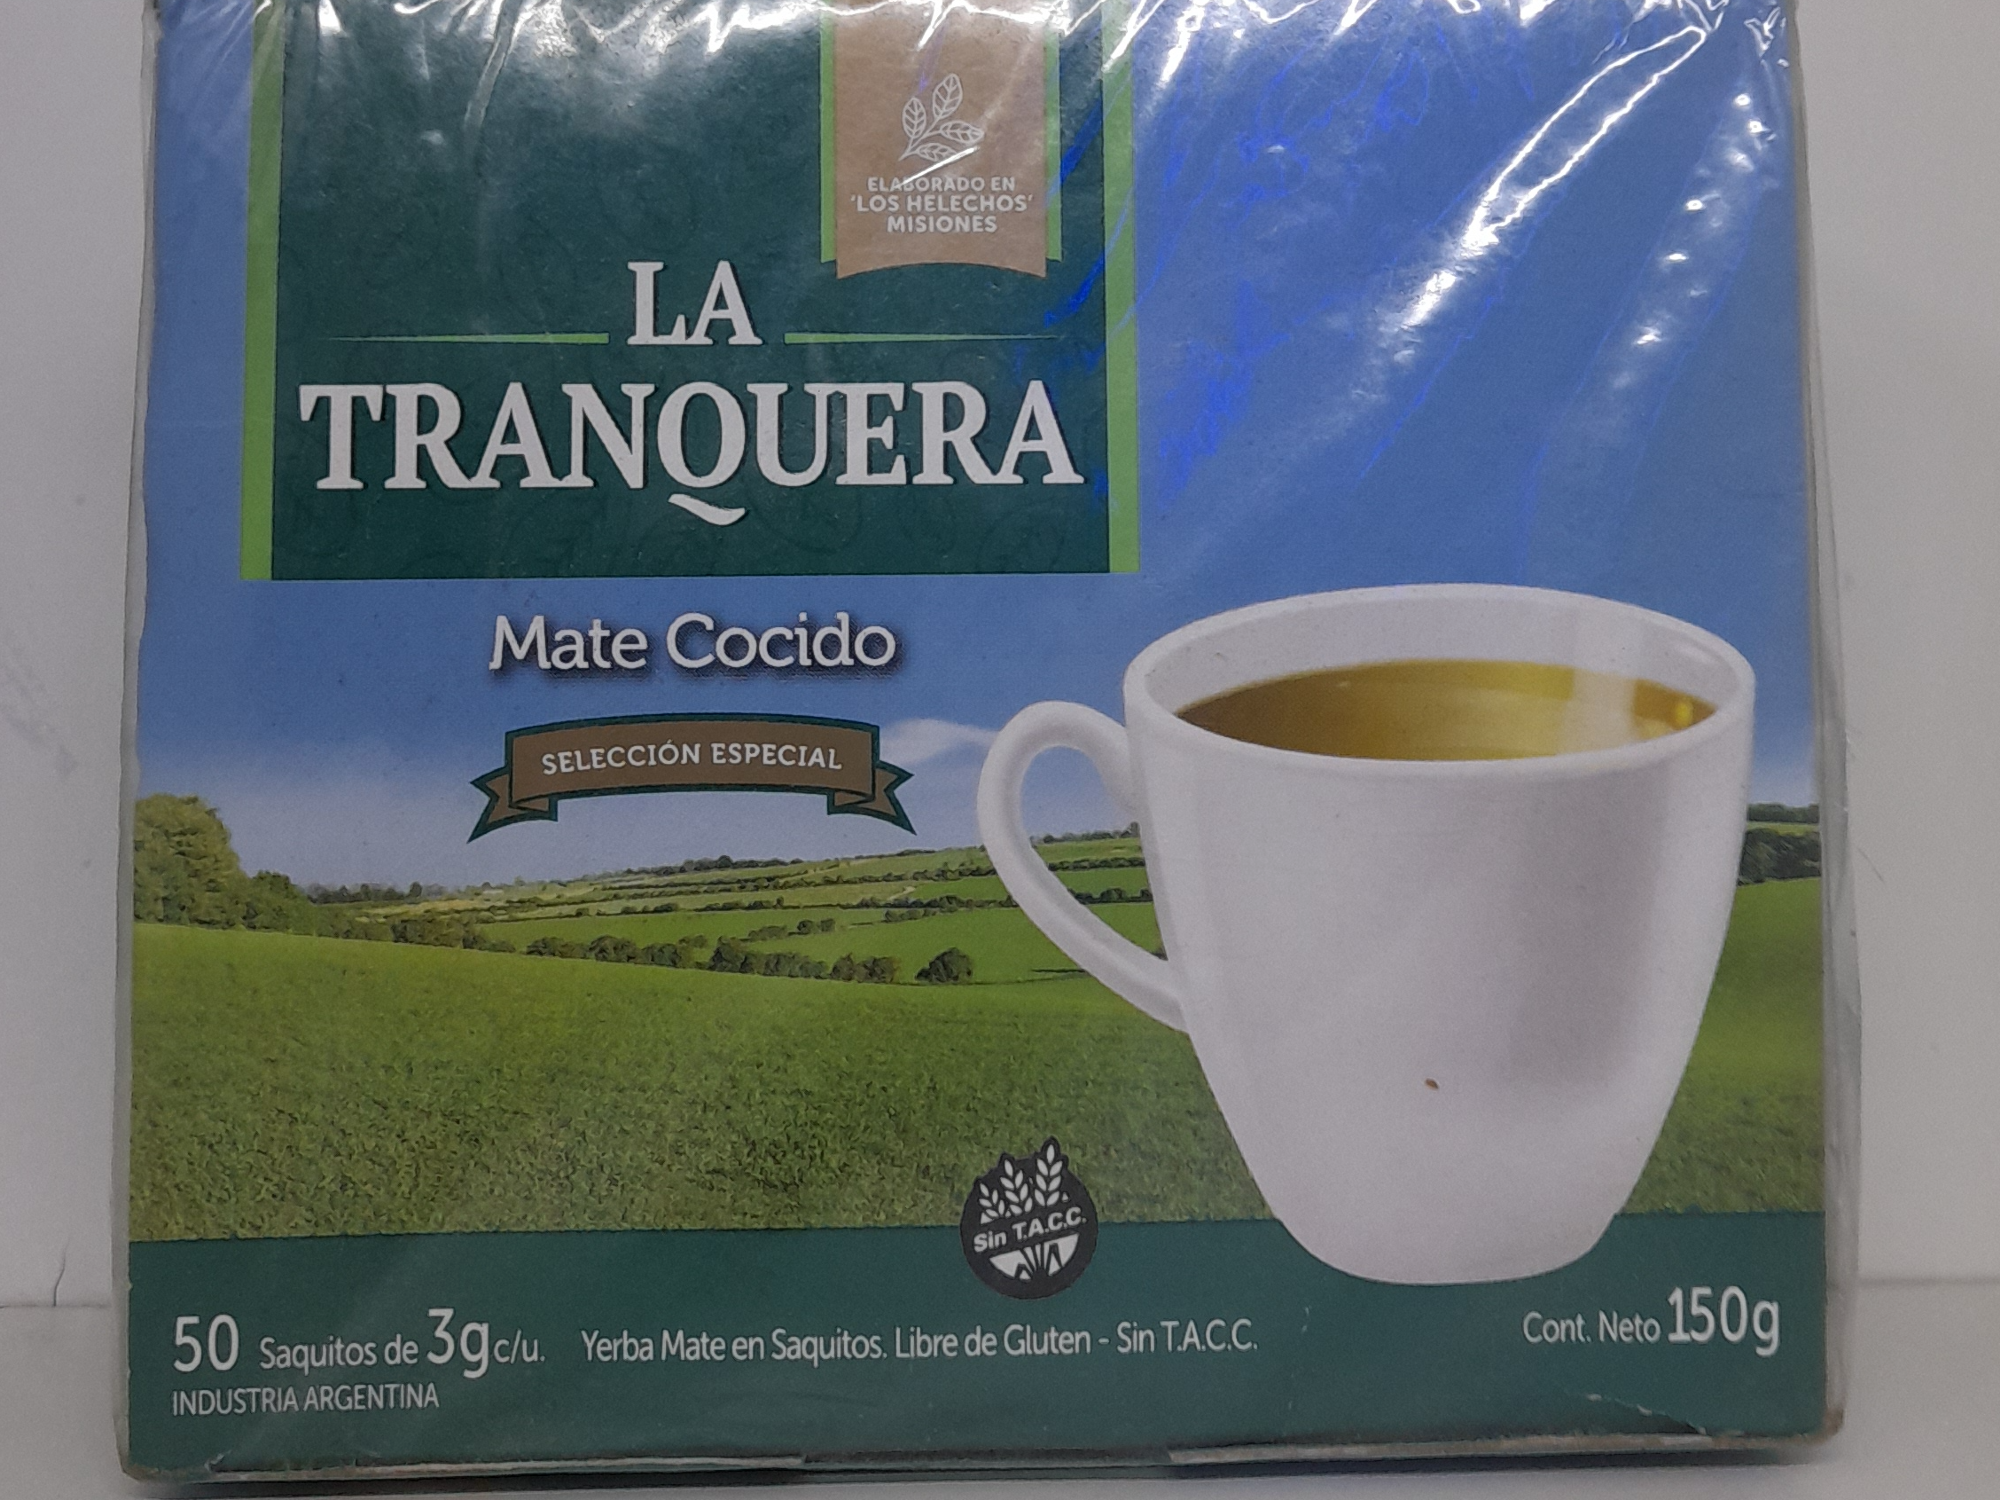 ELABORADO EN
'LOS HELECHOS'
MISIONES
LA
TRANQUERA
Mate Cocido
SELECCIÓN ESPECIAL
Sin T.A.C.C.
50 Saquitos de 3g c/u. Yerba Mate en Saquitos. Libre de Gluten - Sin T.A.C.C.
Cont. Neto 150g
INDUSTRIA ARGENTINA